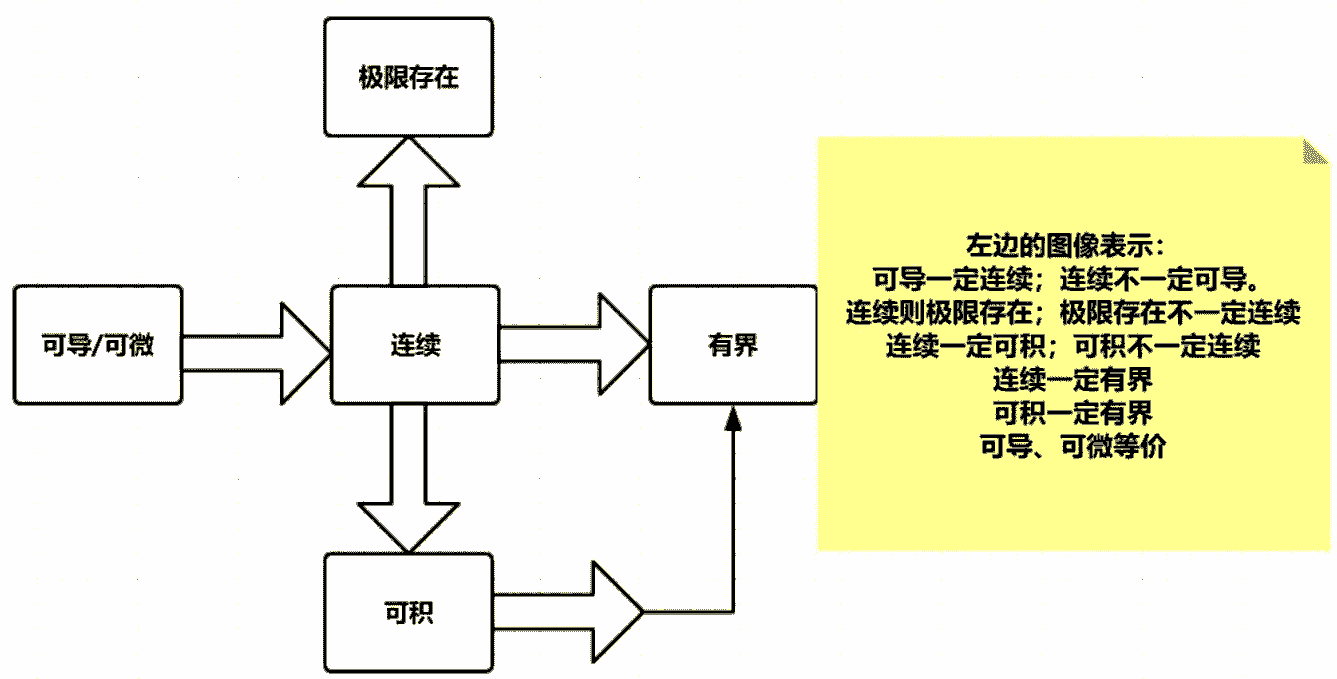 极限存在
可导/可微
连续
有界
可积
左边的图像表示：
可导一定连续；连续不一定可导。
连续则极限存在；极限存在不一定连续
连续一定可积；可积不一定连续
连续一定有界
可积一定有界
可导、可微等价